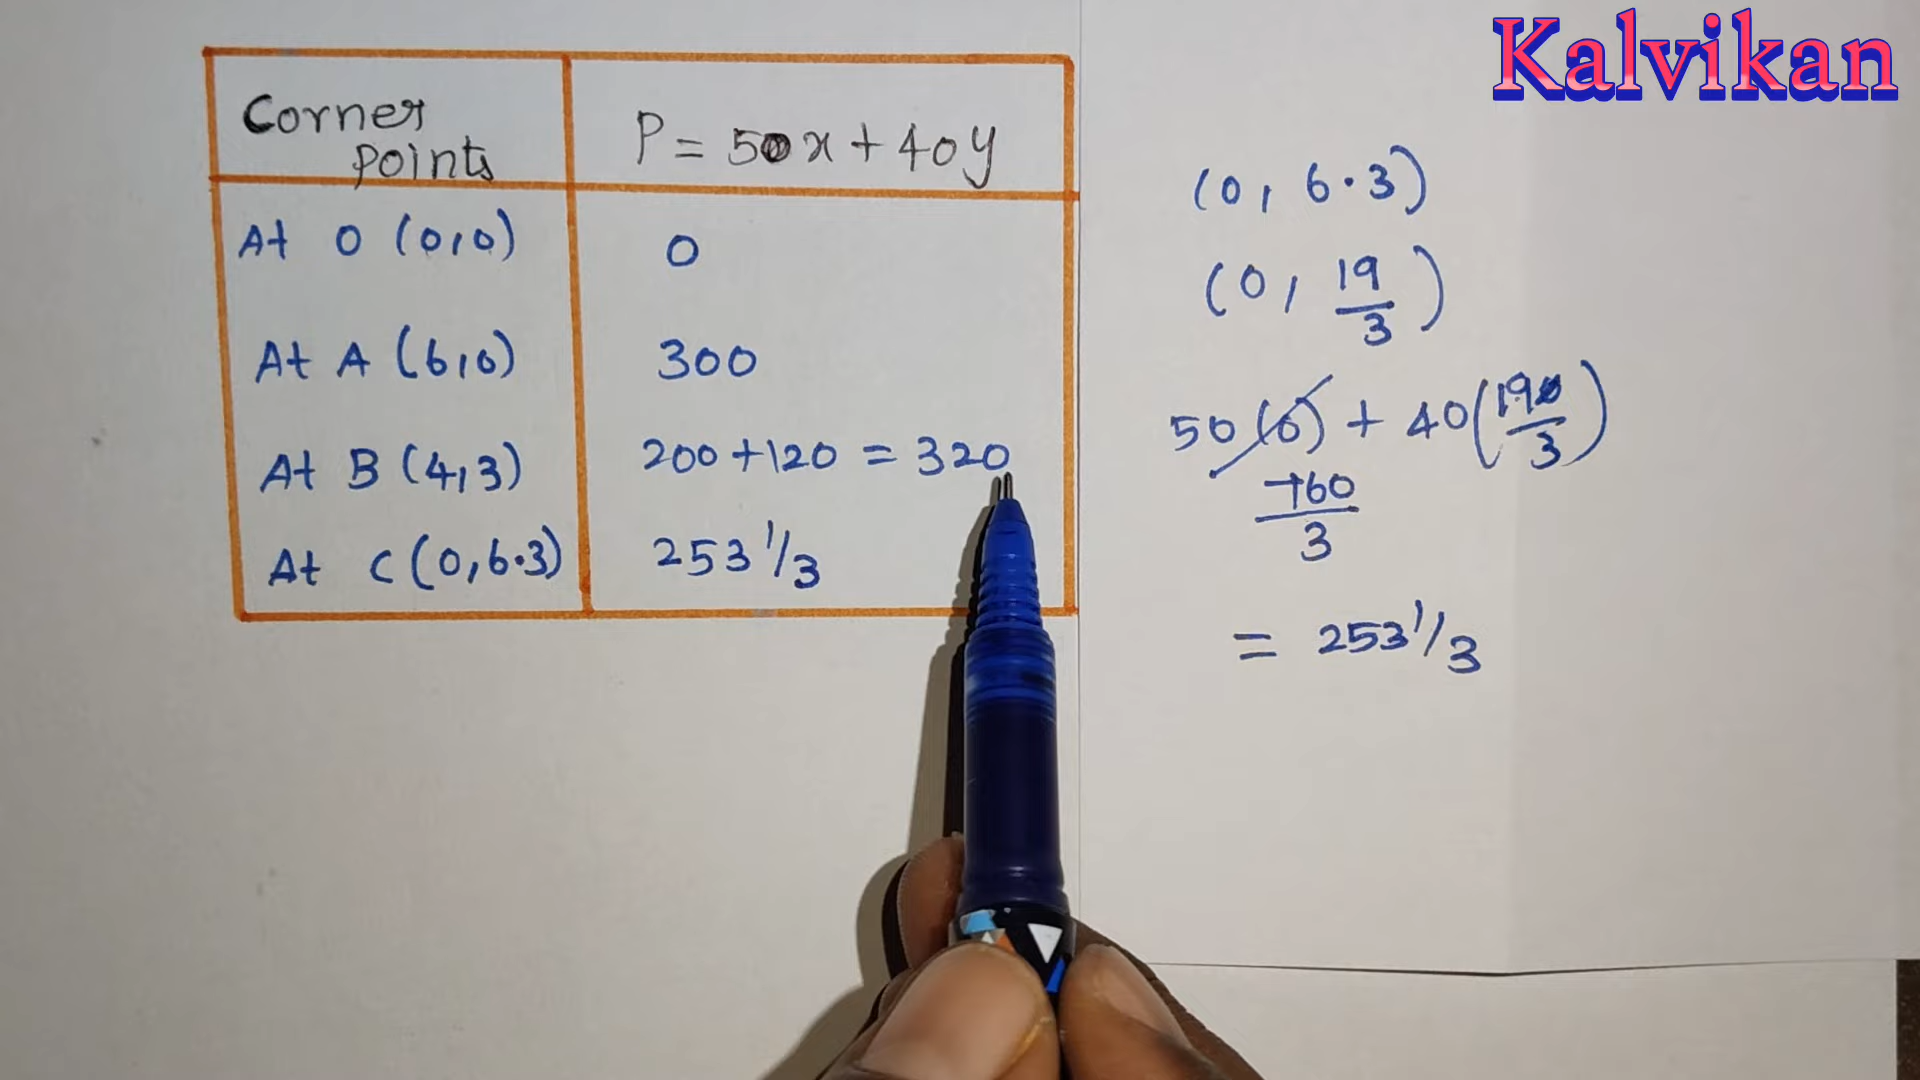 Kalvikan
Corner points
P = 50x + 40y
At O (0,0)
0
At A (6,0)
300
At B (4,3)
200 + 120 = 320
At C (0, 6.3)
253 1/3
(0, 6.3)
(0, 19/3)
50(0) + 40(190/3)
760/3
= 253 1/3